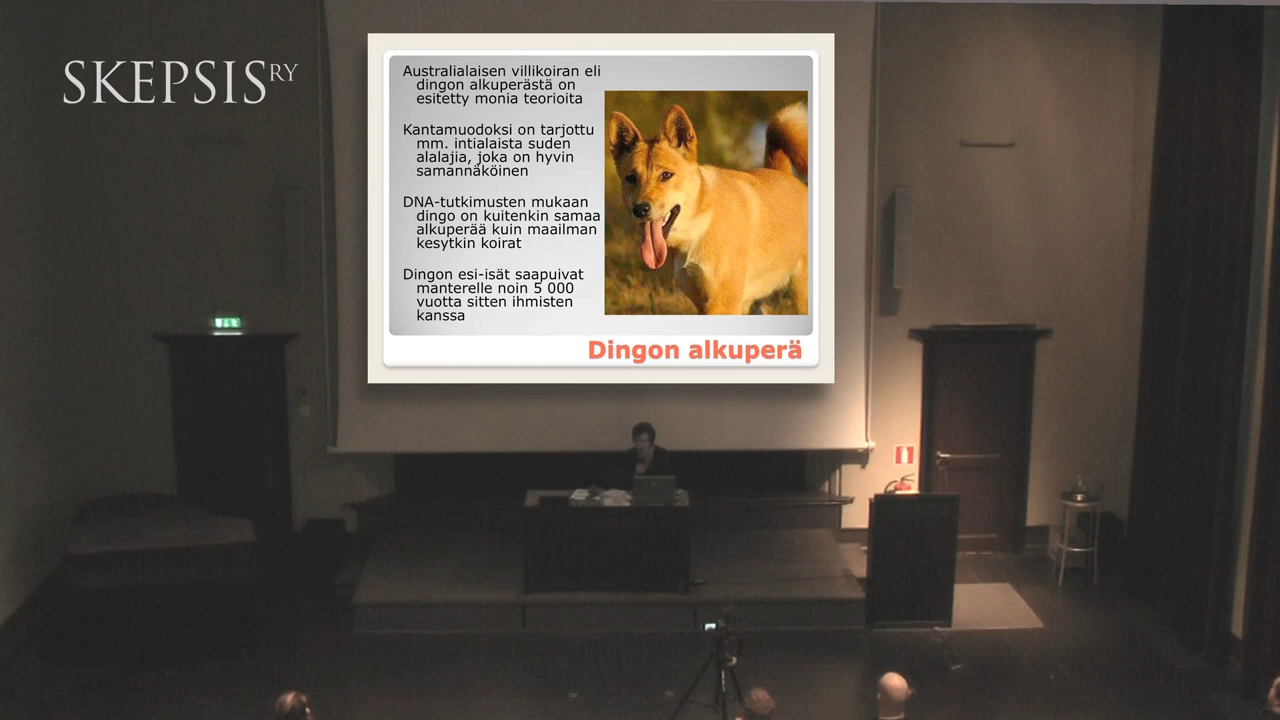 SKEPSIS RY
Australialaisen villikoiran eli
dingon alkuperästä on
esitetty monia teorioita
Kantamuodoksi on tarjottu
mm. intialaista suden
alalajia, joka on hyvin
samannäköinen
DNA-tutkimusten mukaan
dingo on kuitenkin samaa
alkuperää kuin maailman
kesytkin koirat
Dingon esi-isät saapuivat
manterelle noin 5 000
vuotta sitten ihmisten
kanssa
Dingon alkuperä